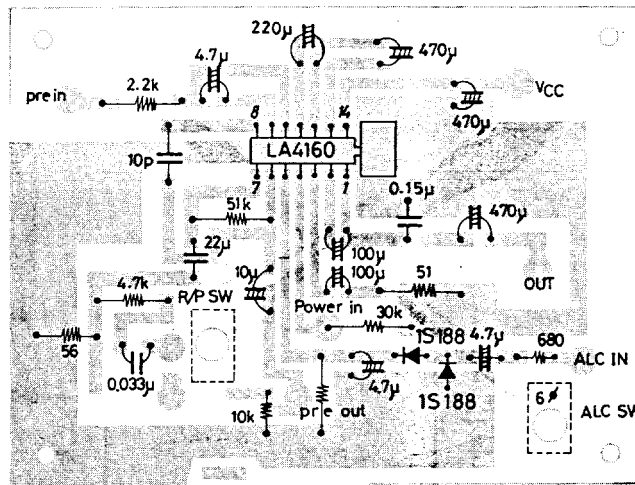 220μ
4.7μ
470μ
2.2k
pre in
VCC
470μ
8
14
LA4160
10p
7
1
0.15μ
51k
470μ
22μ
100μ
10μ
100μ
4.7k
R/P SW
51
OUT
Power in
30k
1S188
4.7μ
680
56
ALC IN
0.033μ
4.7μ
1S188
6
ALC SW
10k
pre out